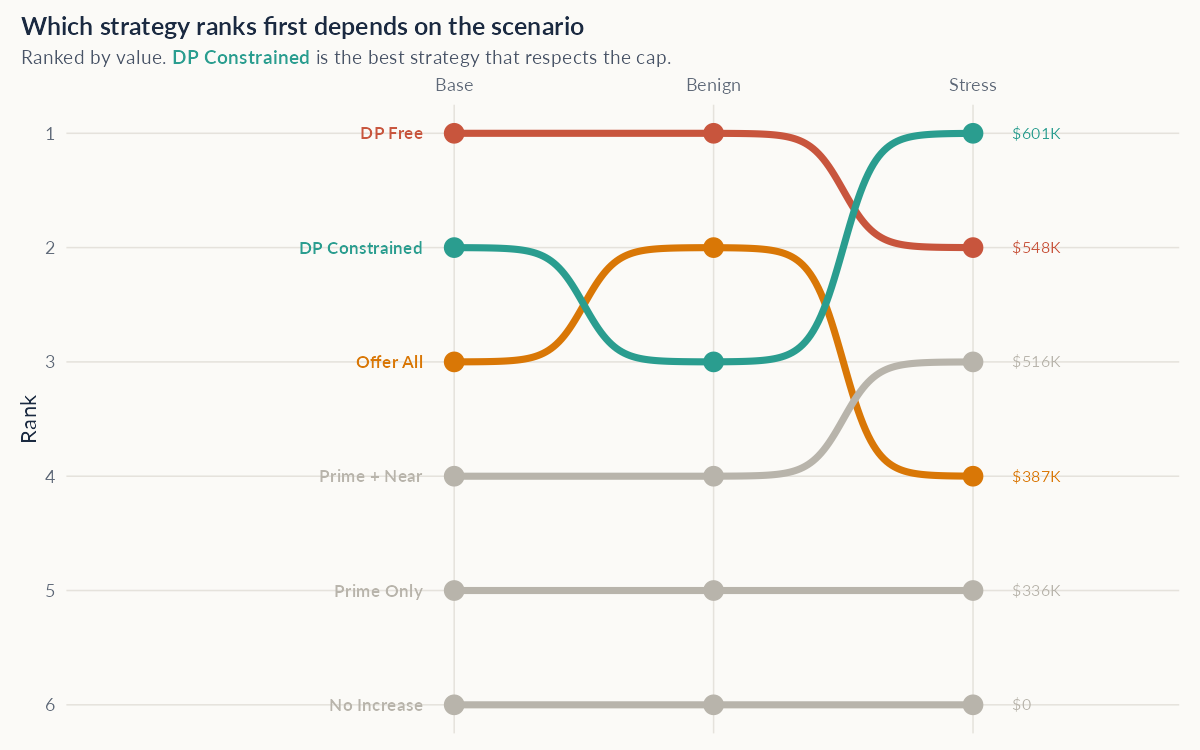 Which strategy ranks first depends on the scenario
Ranked by value. DP Constrained is the best strategy that respects the cap.
Base Benign Stress
1 DP Free $601K
2 DP Constrained $548K
3 Offer All $516K
Rank
4 Prime + Near $387K
5 Prime Only $336K
6 No Increase $0